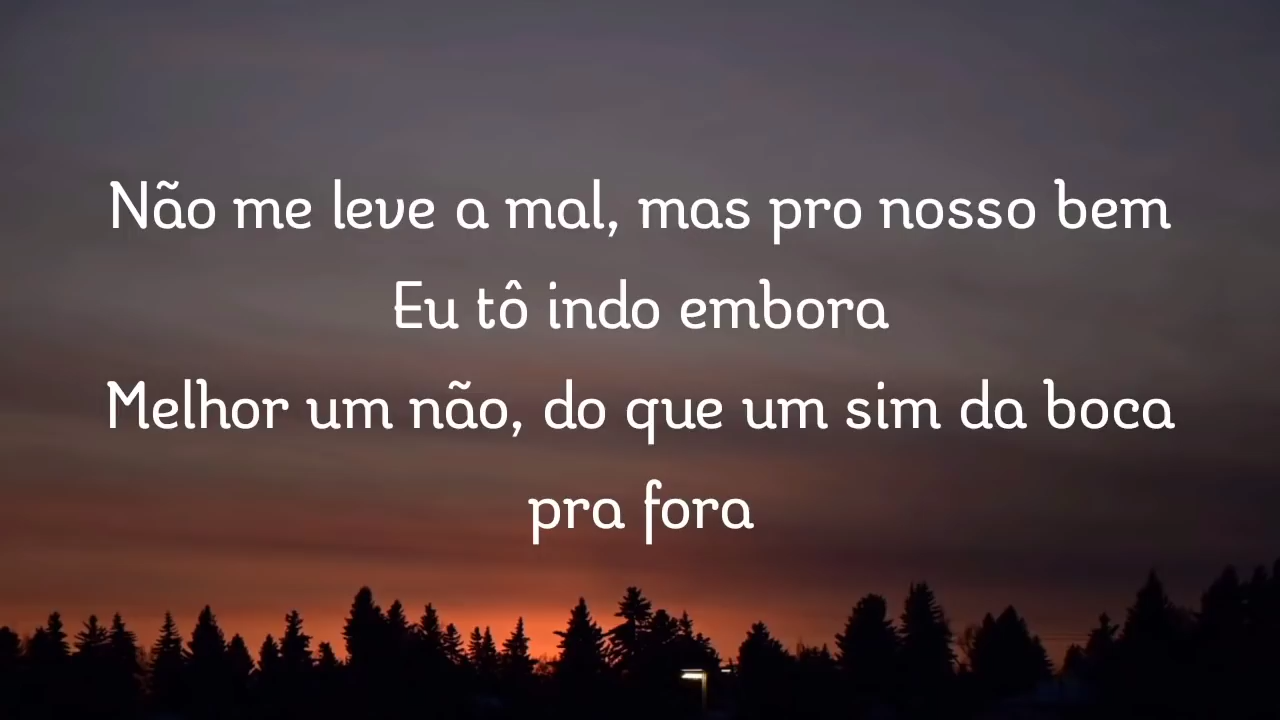 Não me leve a mal, mas pro nosso bem
Eu tô indo embora
Melhor um não, do que um sim da boca
pra fora